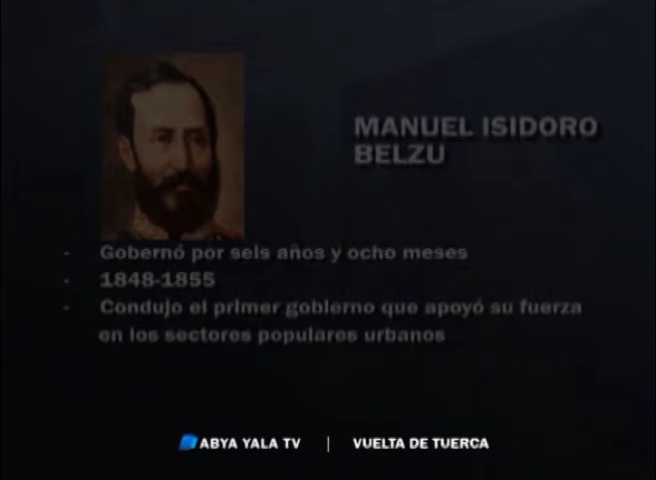 MANUEL ISIDORO
BELZU
- Gobernó por seis años y ocho meses
- 1848-1855
- Condujo el primer gobierno que apoyó su fuerza
en los sectores populares urbanos
ABYA YALA TV | VUELTA DE TUERCA